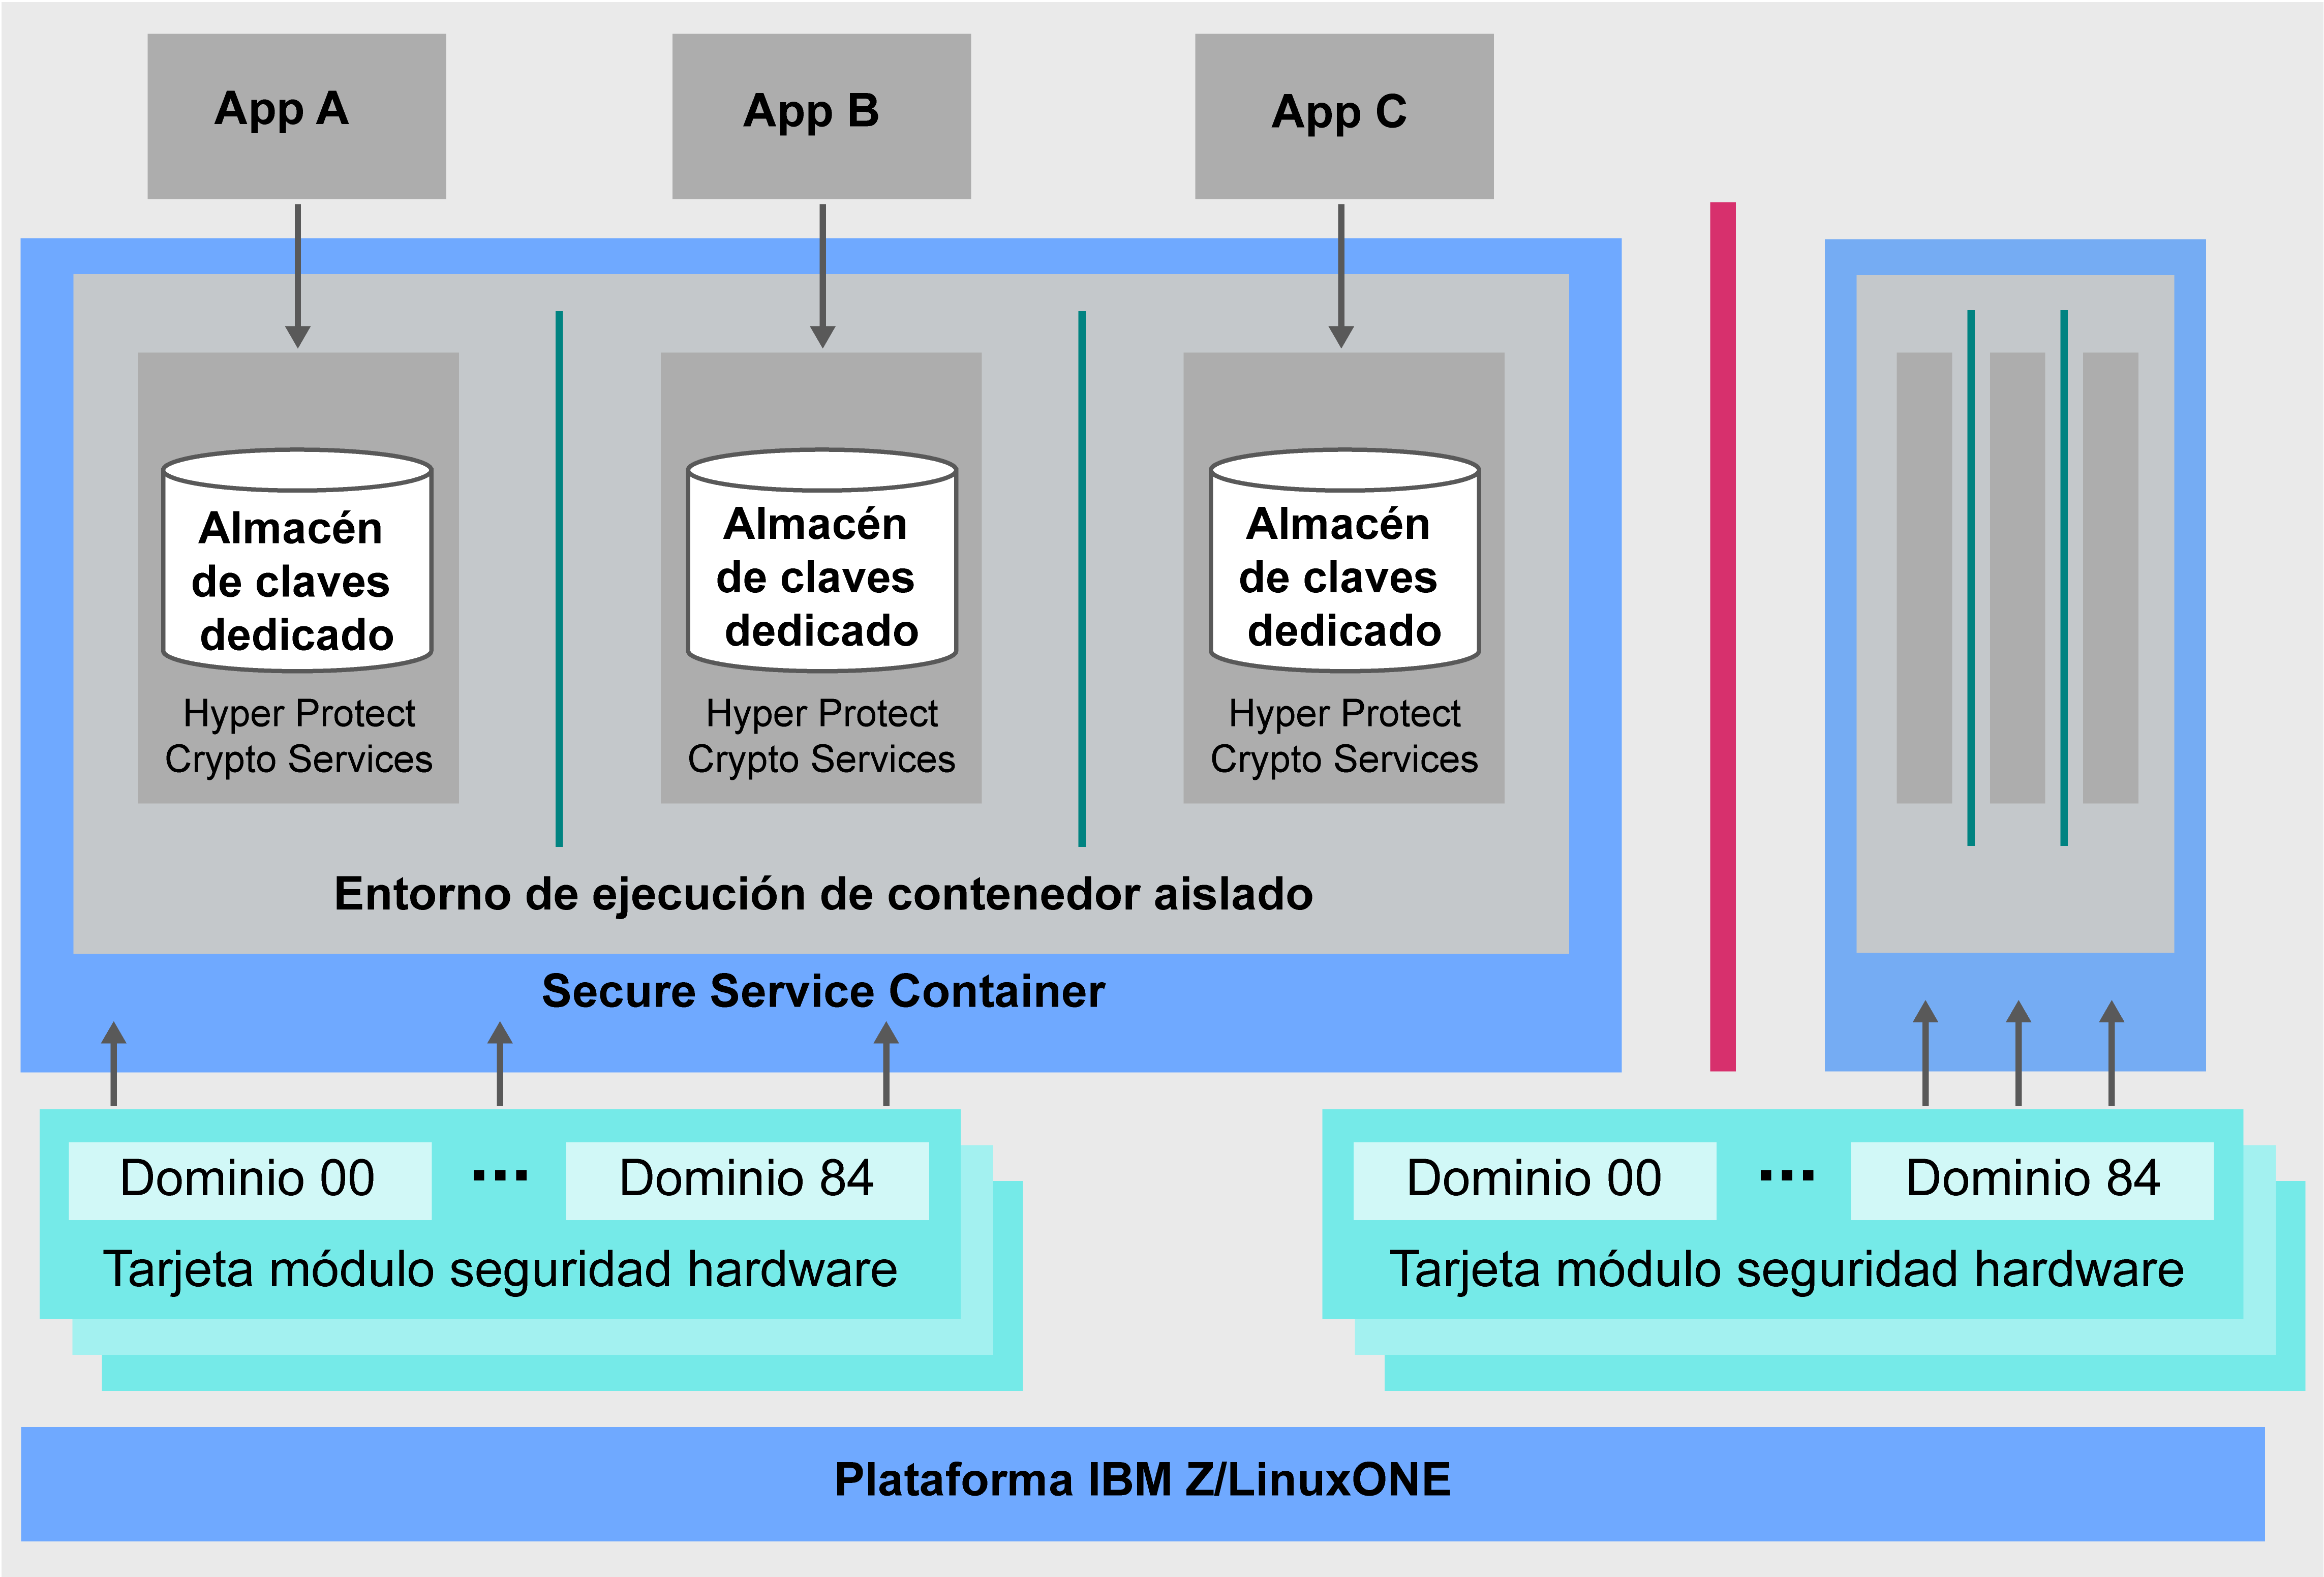 App A
App B
App C
Almacén
de claves
dedicado
Hyper Protect
Crypto Services
Almacén
de claves
dedicado
Hyper Protect
Crypto Services
Almacén
de claves
dedicado
Hyper Protect
Crypto Services
Entorno de ejecución de contenedor aislado
Secure Service Container
Dominio 00
...
Dominio 84
Tarjeta módulo seguridad hardware
Dominio 00
...
Dominio 84
Tarjeta módulo seguridad hardware
Plataforma IBM Z/LinuxONE